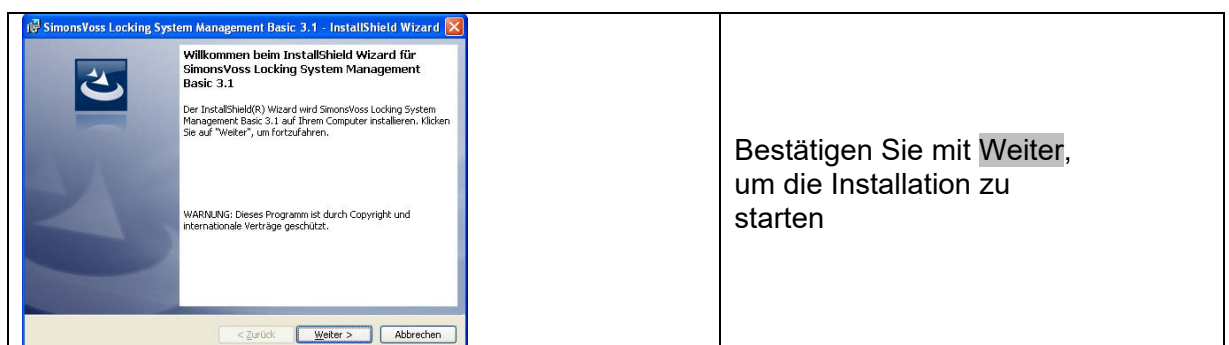 SimonsVoss Locking System Management Basic 3.1 - InstallShield Wizard
Willkommen beim InstallShield Wizard für
SimonsVoss Locking System Management
Basic 3.1
Der InstallShield(R) Wizard wird SimonsVoss Locking System
Management Basic 3.1 auf Ihrem Computer installieren. Klicken
Sie auf "Weiter", um fortzufahren.
WARNUNG: Dieses Programm ist durch Copyright und
internationale Verträge geschützt.
< Zurück Weiter > Abbrechen
Bestätigen Sie mit Weiter,
um die Installation zu
starten